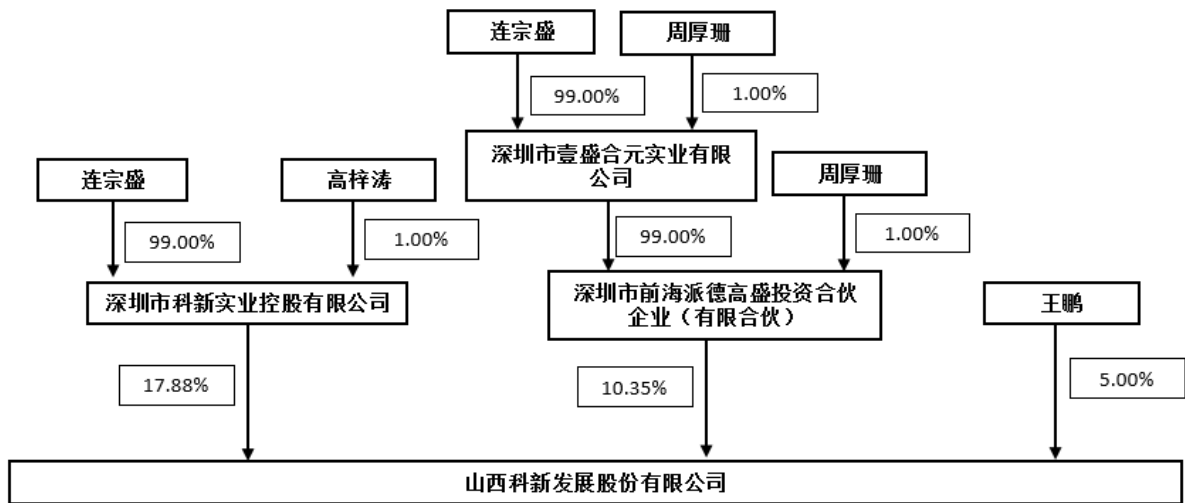 连宗盛
周厚珊
99.00%
1.00%
深圳市壹盛合元实业有限
公司
连宗盛
高梓涛
周厚珊
99.00%
1.00%
99.00%
1.00%
深圳市科新实业控股有限公司
深圳市前海派德高盛投资合伙
企业（有限合伙）
王鹏
17.88%
10.35%
5.00%
山西科新发展股份有限公司